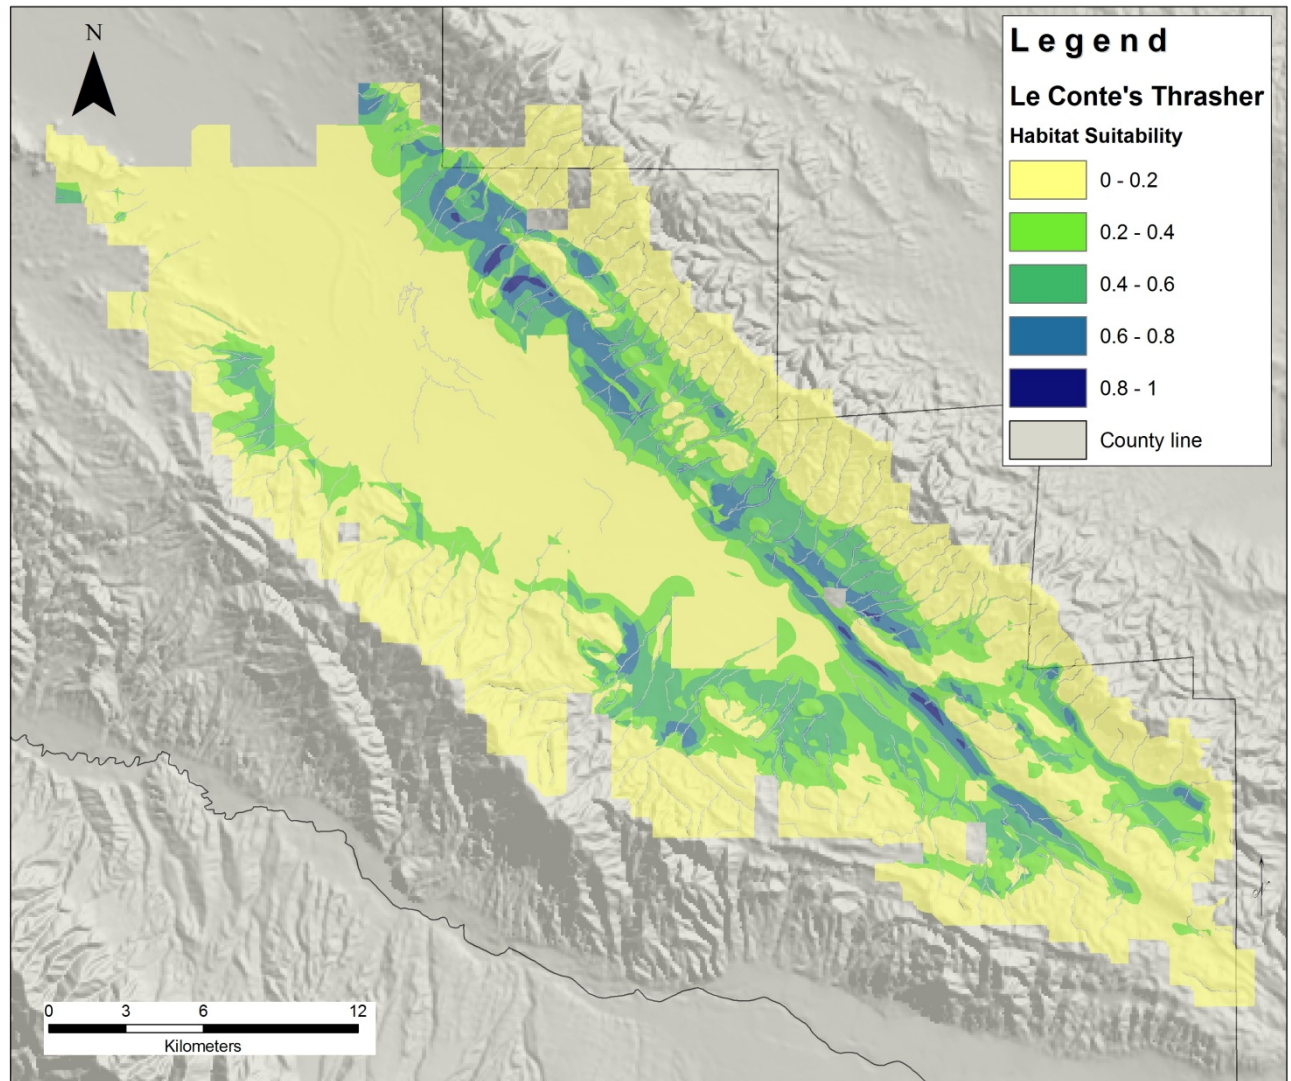 N
L e g e n d
Le Conte's Thrasher
Habitat Suitability
0 - 0.2
0.2 - 0.4
0.4 - 0.6
0.6 - 0.8
0.8 - 1
County line
0 3 6 12
Kilometers